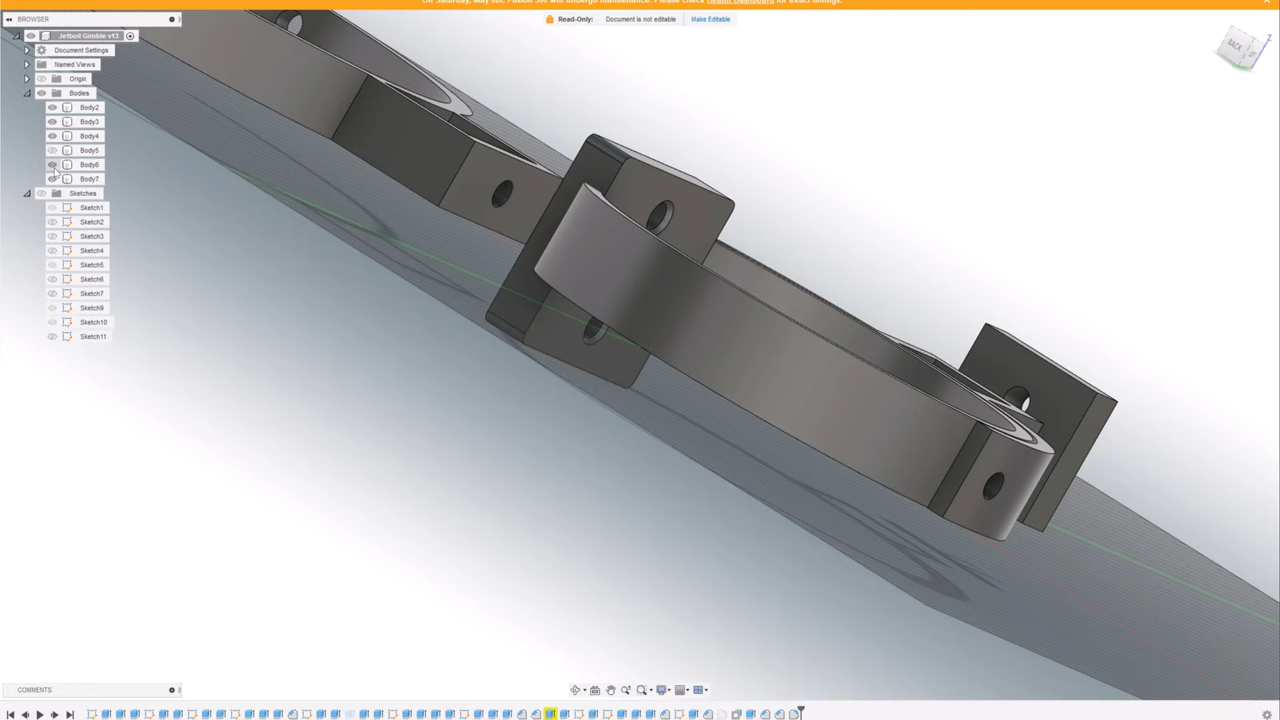 BROWSER
Read-Only: Document is not editable Make Editable
Jetboil Gimble v13
Document Settings
Named Views
Origin
Bodies
Body2
Body3
Body4
Body5
Body6
Body7
Sketches
Sketch1
Sketch2
Sketch3
Sketch4
Sketch5
Sketch6
Sketch7
Sketch9
Sketch10
Sketch11
BACK
Z
COMMENTS